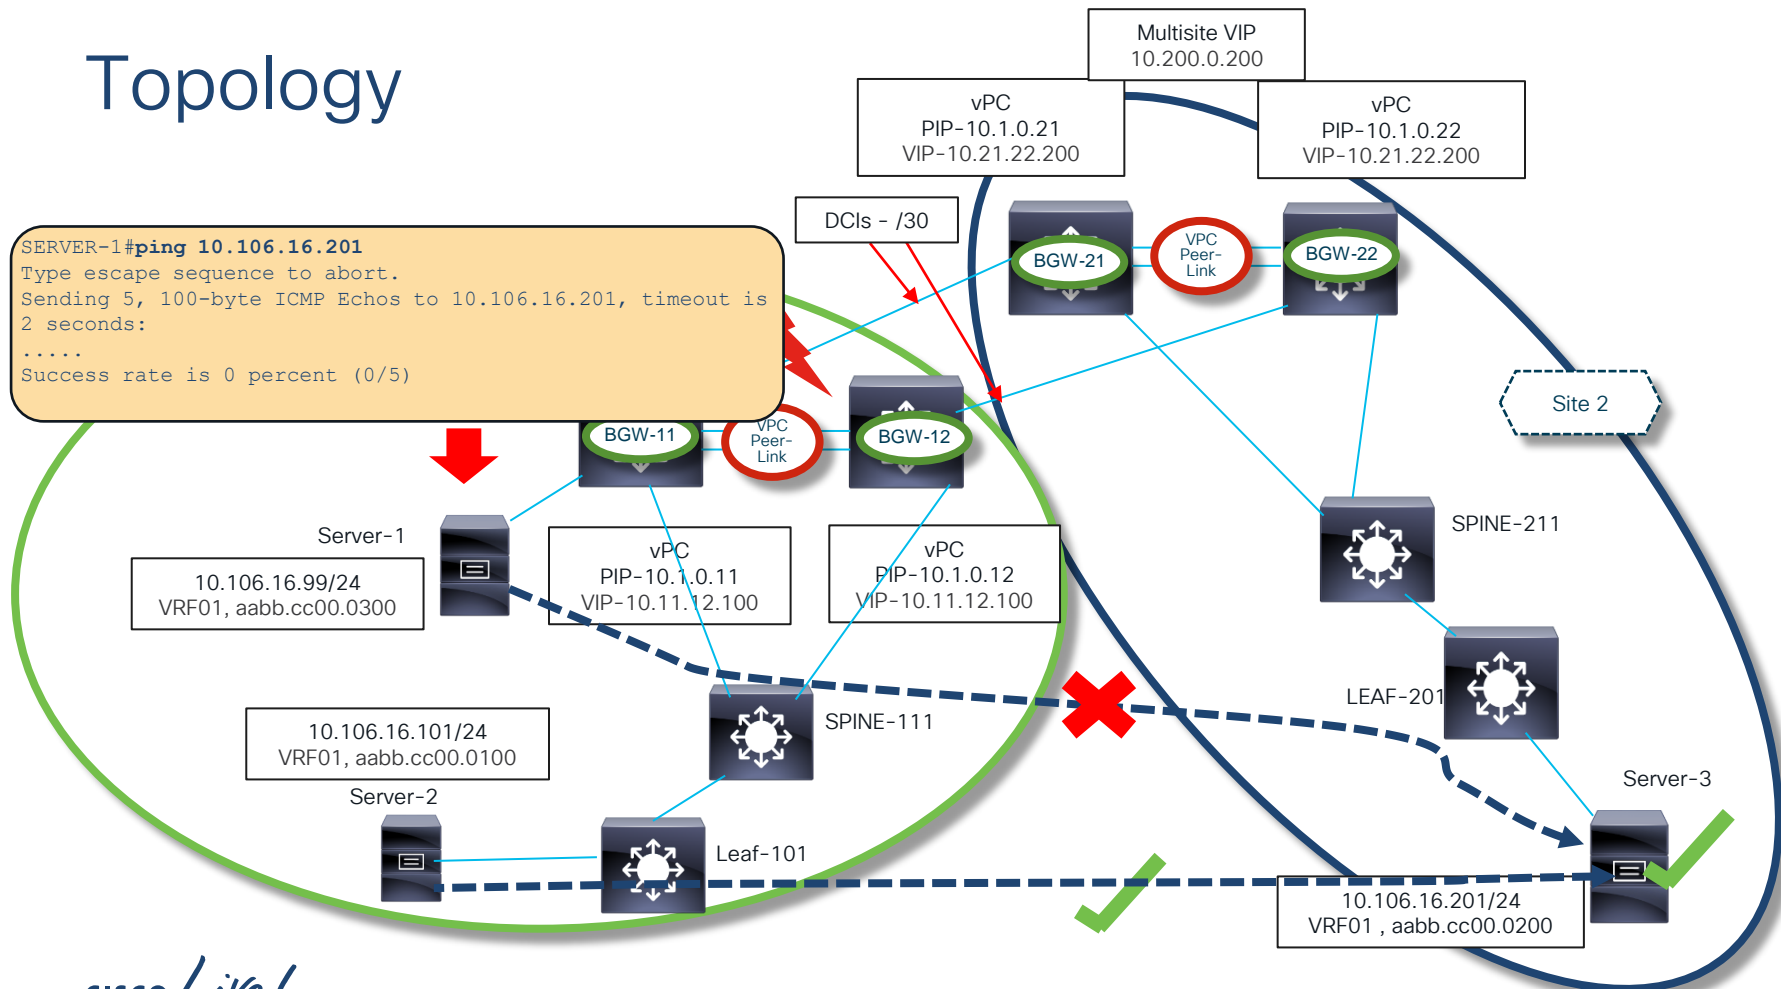 Topology
Multisite VIP
10.200.0.200
vPC
PIP-10.1.0.21
VIP-10.21.22.200
vPC
PIP-10.1.0.22
VIP-10.21.22.200
DCIs - /30
BGW-21
VPC
Peer-
Link
BGW-22
SERVER-1#ping 10.106.16.201
Type escape sequence to abort.
Sending 5, 100-byte ICMP Echos to 10.106.16.201, timeout is
2 seconds:
.....
Success rate is 0 percent (0/5)
Site 2
BGW-11
VPC
Peer-
Link
BGW-12
Server-1
10.106.16.99/24
VRF01, aabb.cc00.0300
vPC
PIP-10.1.0.11
VIP-10.11.12.100
vPC
PIP-10.1.0.12
VIP-10.11.12.100
SPINE-211
LEAF-201
SPINE-111
10.106.16.101/24
VRF01, aabb.cc00.0100
Server-2
Leaf-101
Server-3
10.106.16.201/24
VRF01 , aabb.cc00.0200
cisco Live!